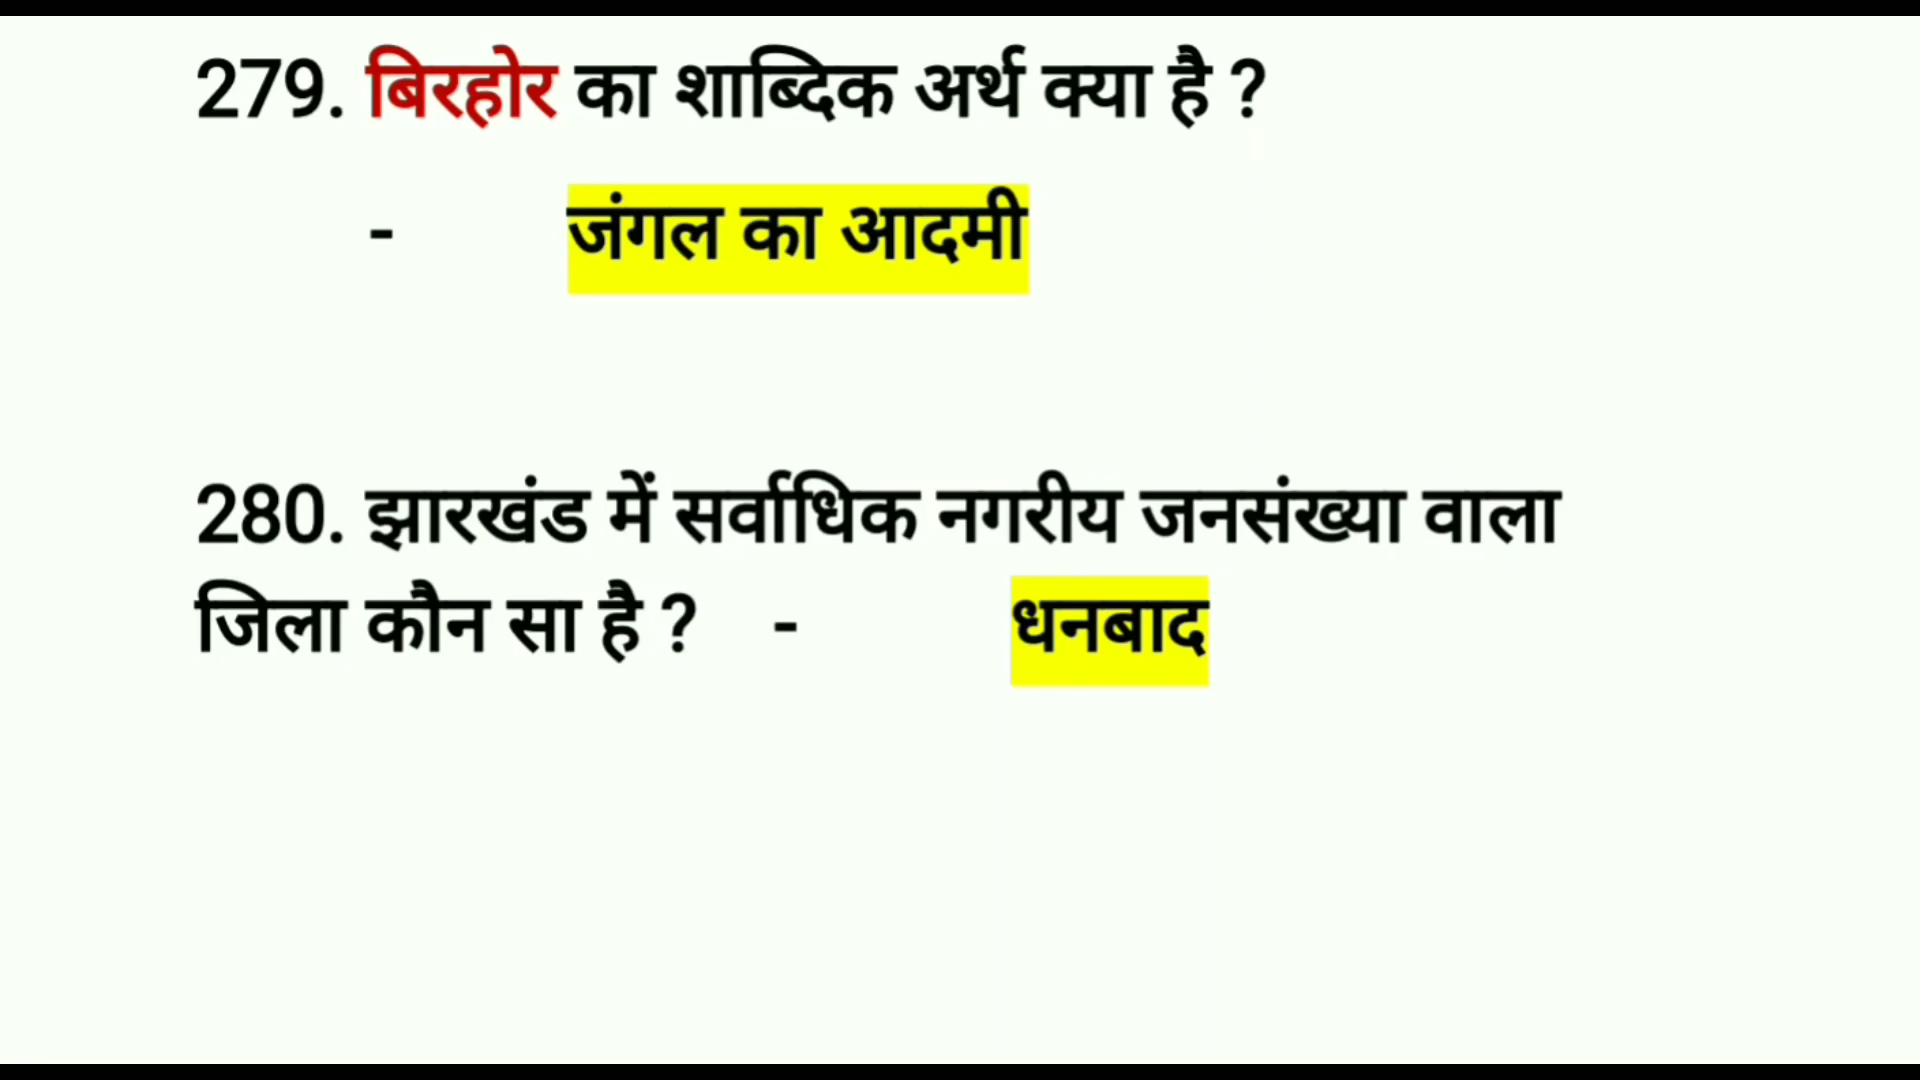 279. बिरहोर का शाब्दिक अर्थ क्या है ?
- जंगल का आदमी
280. झारखंड में सर्वाधिक नगरीय जनसंख्या वाला
जिला कौन सा है ? - धनबाद